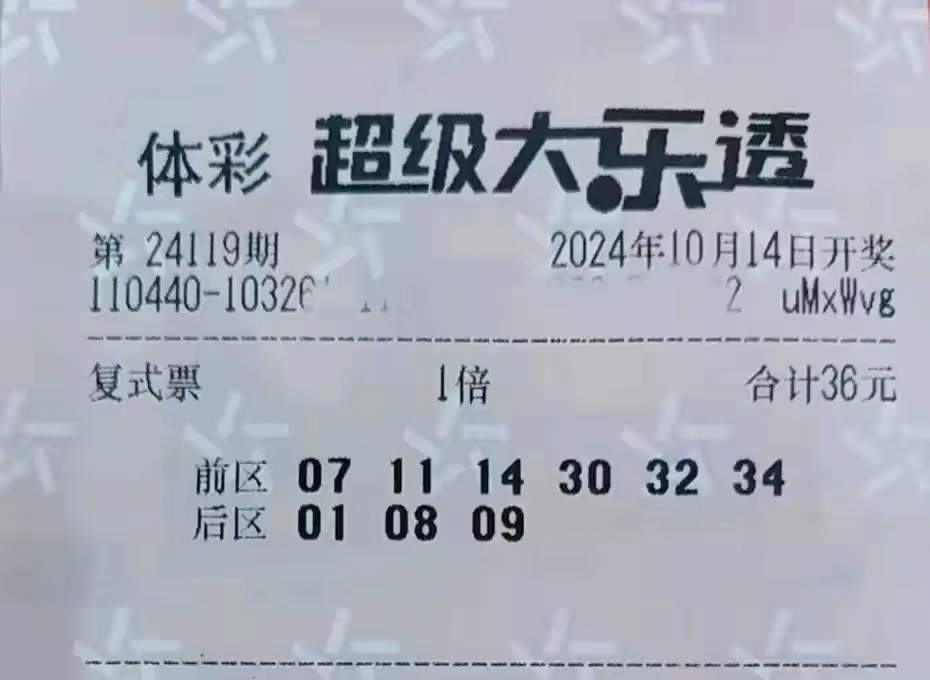 体彩 超级大乐透
第 24119期 2024年10月14日开奖
110440-10326 2 uMxWvg
复式票 1倍 合计36元
前区 07 11 14 30 32 34
后区 01 08 09